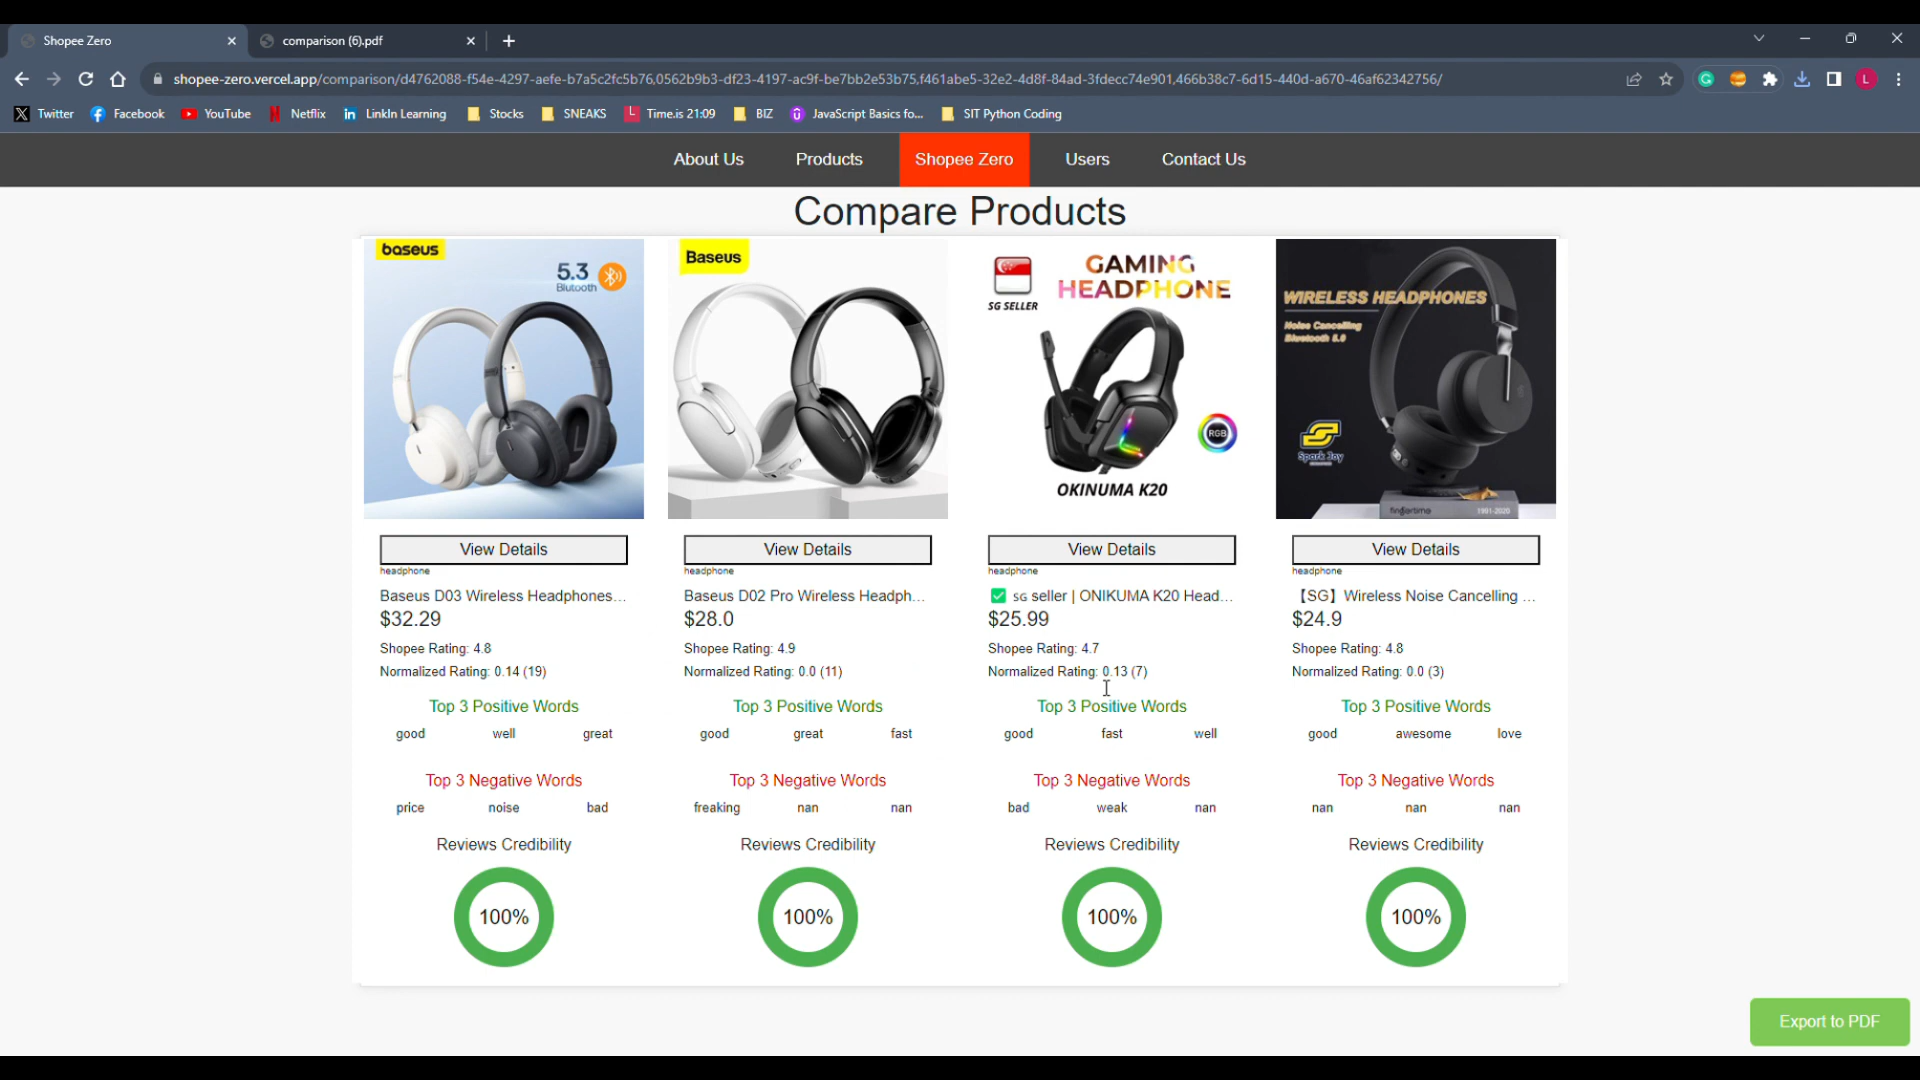 Shopee Zero
comparison (6).pdf
shopee-zero.vercel.app/comparison/d4762088-f54e-4297-aefe-b7a5c2fc5b76,0562b9b3-df23-4197-ac9f-be7bb2e53b75,f461abe5-32e2-4d8f-84ad-3fdecc74e901,466b38c7-6d15-440d-a670-46af62342756/
L
Twitter Facebook YouTube Netflix LinkIn Learning Stocks SNEAKS Time.is 21:09 BIZ JavaScript Basics fo... SIT Python Coding
About Us Products Shopee Zero Users Contact Us
Compare Products
baseus
5.3
Blutooth
View Details
headphone
Baseus D03 Wireless Headphones...
$32.29
Shopee Rating: 4.8
Normalized Rating: 0.14 (19)
Top 3 Positive Words
good well great
Top 3 Negative Words
price noise bad
Reviews Credibility
100%
Baseus
View Details
headphone
Baseus D02 Pro Wireless Headph...
$28.0
Shopee Rating: 4.9
Normalized Rating: 0.0 (11)
Top 3 Positive Words
good great fast
Top 3 Negative Words
freaking nan nan
Reviews Credibility
100%
SG SELLER
GAMING
HEADPHONE
RGB
OKINUMA K20
View Details
headphone
✅ SG seller | ONIKUMA K20 Head...
$25.99
Shopee Rating: 4.7
Normalized Rating: 0.13 (7)
Top 3 Positive Words
good fast well
Top 3 Negative Words
bad weak nan
Reviews Credibility
100%
WIRELESS HEADPHONES
Noise Cancelling
Bluetooth 5.0
Spark Joy
fingertime 1991-2020
View Details
headphone
【SG】Wireless Noise Cancelling ...
$24.9
Shopee Rating: 4.8
Normalized Rating: 0.0 (3)
Top 3 Positive Words
good awesome love
Top 3 Negative Words
nan nan nan
Reviews Credibility
100%
Export to PDF